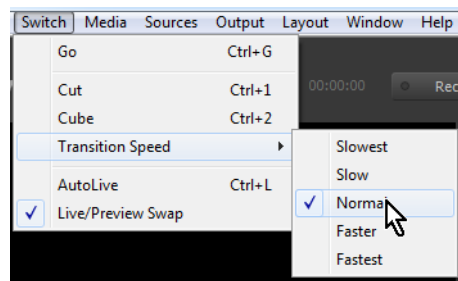 Switch Media Sources Output Layout Window Help
Go Ctrl+G
Cut Ctrl+1
00:00:00
Rec
Cube Ctrl+2
Transition Speed
Slowest
AutoLive Ctrl+L
Slow
Live/Preview Swap
Normal
Faster
Fastest